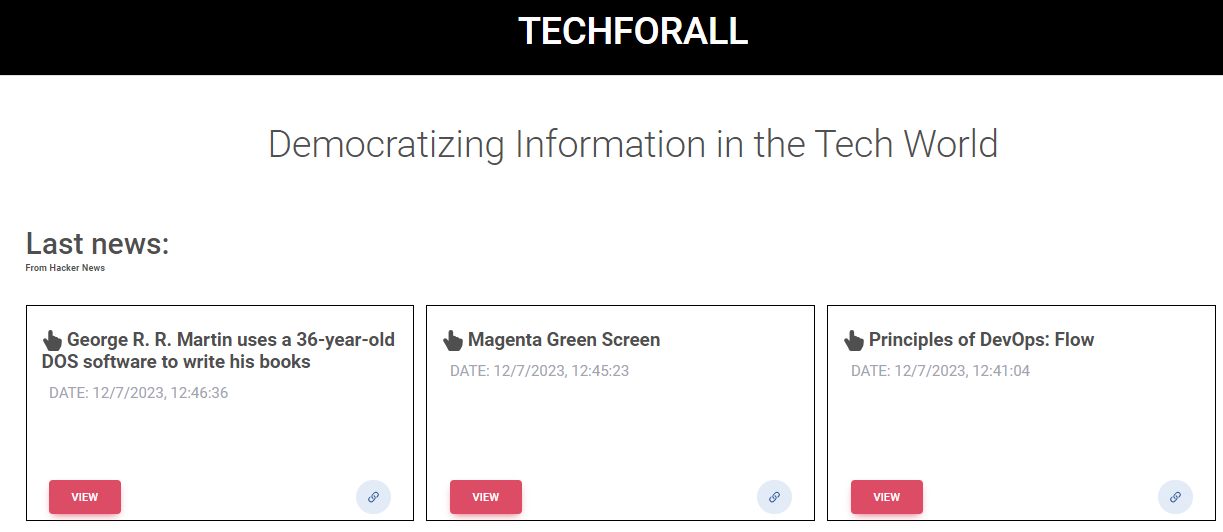 TECHFORALL
Democratizing Information in the Tech World
Last news:
From Hacker News
George R. R. Martin uses a 36-year-old
DOS software to write his books
DATE: 12/7/2023, 12:46:36
VIEW
Magenta Green Screen
DATE: 12/7/2023, 12:45:23
VIEW
Principles of DevOps: Flow
DATE: 12/7/2023, 12:41:04
VIEW